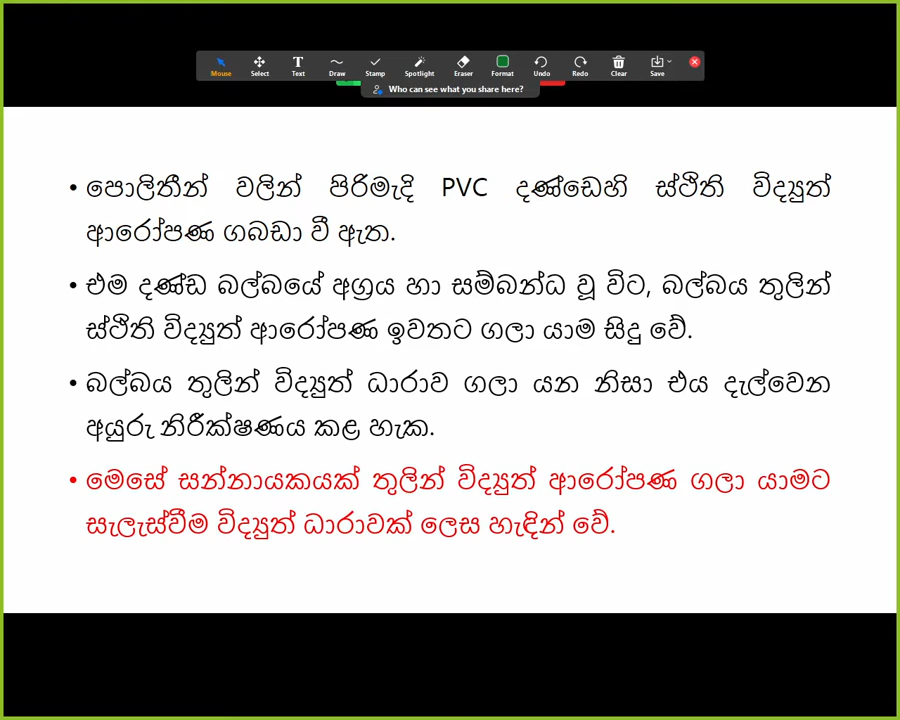 Mouse Select Text Draw Stamp Spotlight Eraser Format Undo Redo Clear Save
Who can see what you share here?
• පොලිතීන් වලින් පිරිමැදි PVC දණ්ඩෙහි ස්ථිති විද්‍යුත්
ආරෝපණ ගබඩා වී ඇත.
• එම දණ්ඩ බල්බයේ අග්‍රය හා සම්බන්ධ වූ විට, බල්බය තුලින්
ස්ථිති විද්‍යුත් ආරෝපණ ඉවතට ගලා යාම සිදු වේ.
• බල්බය තුලින් විද්‍යුත් ධාරාව ගලා යන නිසා එය දැල්වෙන
අයුරු නිරීක්ෂණය කළ හැක.
• මෙසේ සන්නායකයක් තුලින් විද්‍යුත් ආරෝපණ ගලා යාමට
සැලැස්වීම විද්‍යුත් ධාරාවක් ලෙස හැඳින් වේ.